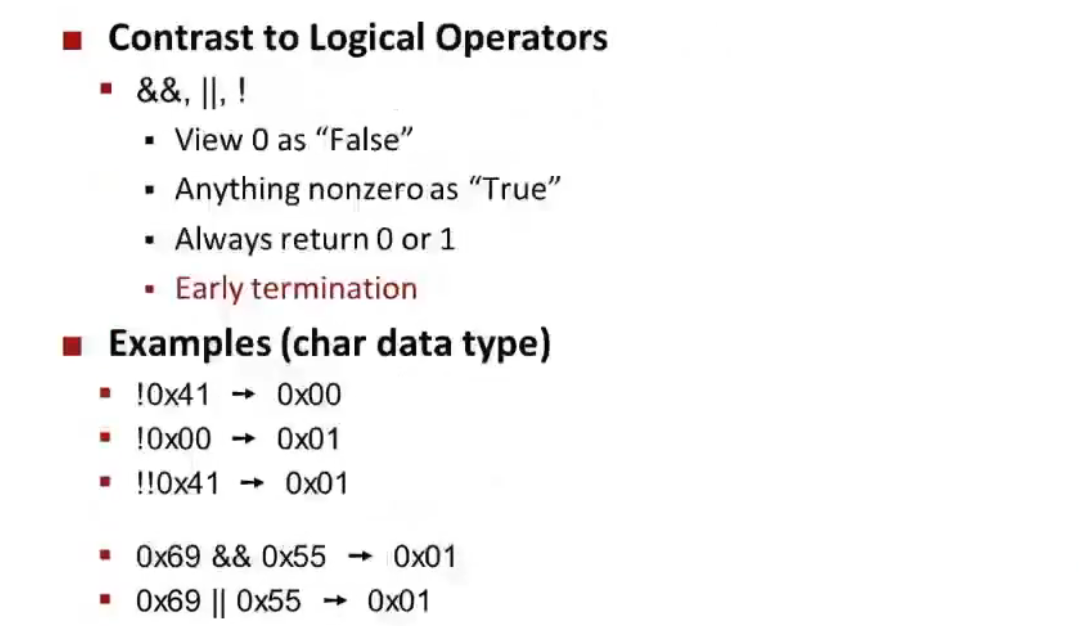 Contrast to Logical Operators
&&, ||, !
View 0 as “False”
Anything nonzero as “True”
Always return 0 or 1
Early termination
Examples (char data type)
!0x41 → 0x00
!0x00 → 0x01
!!0x41 → 0x01
0x69 && 0x55 → 0x01
0x69 || 0x55 → 0x01